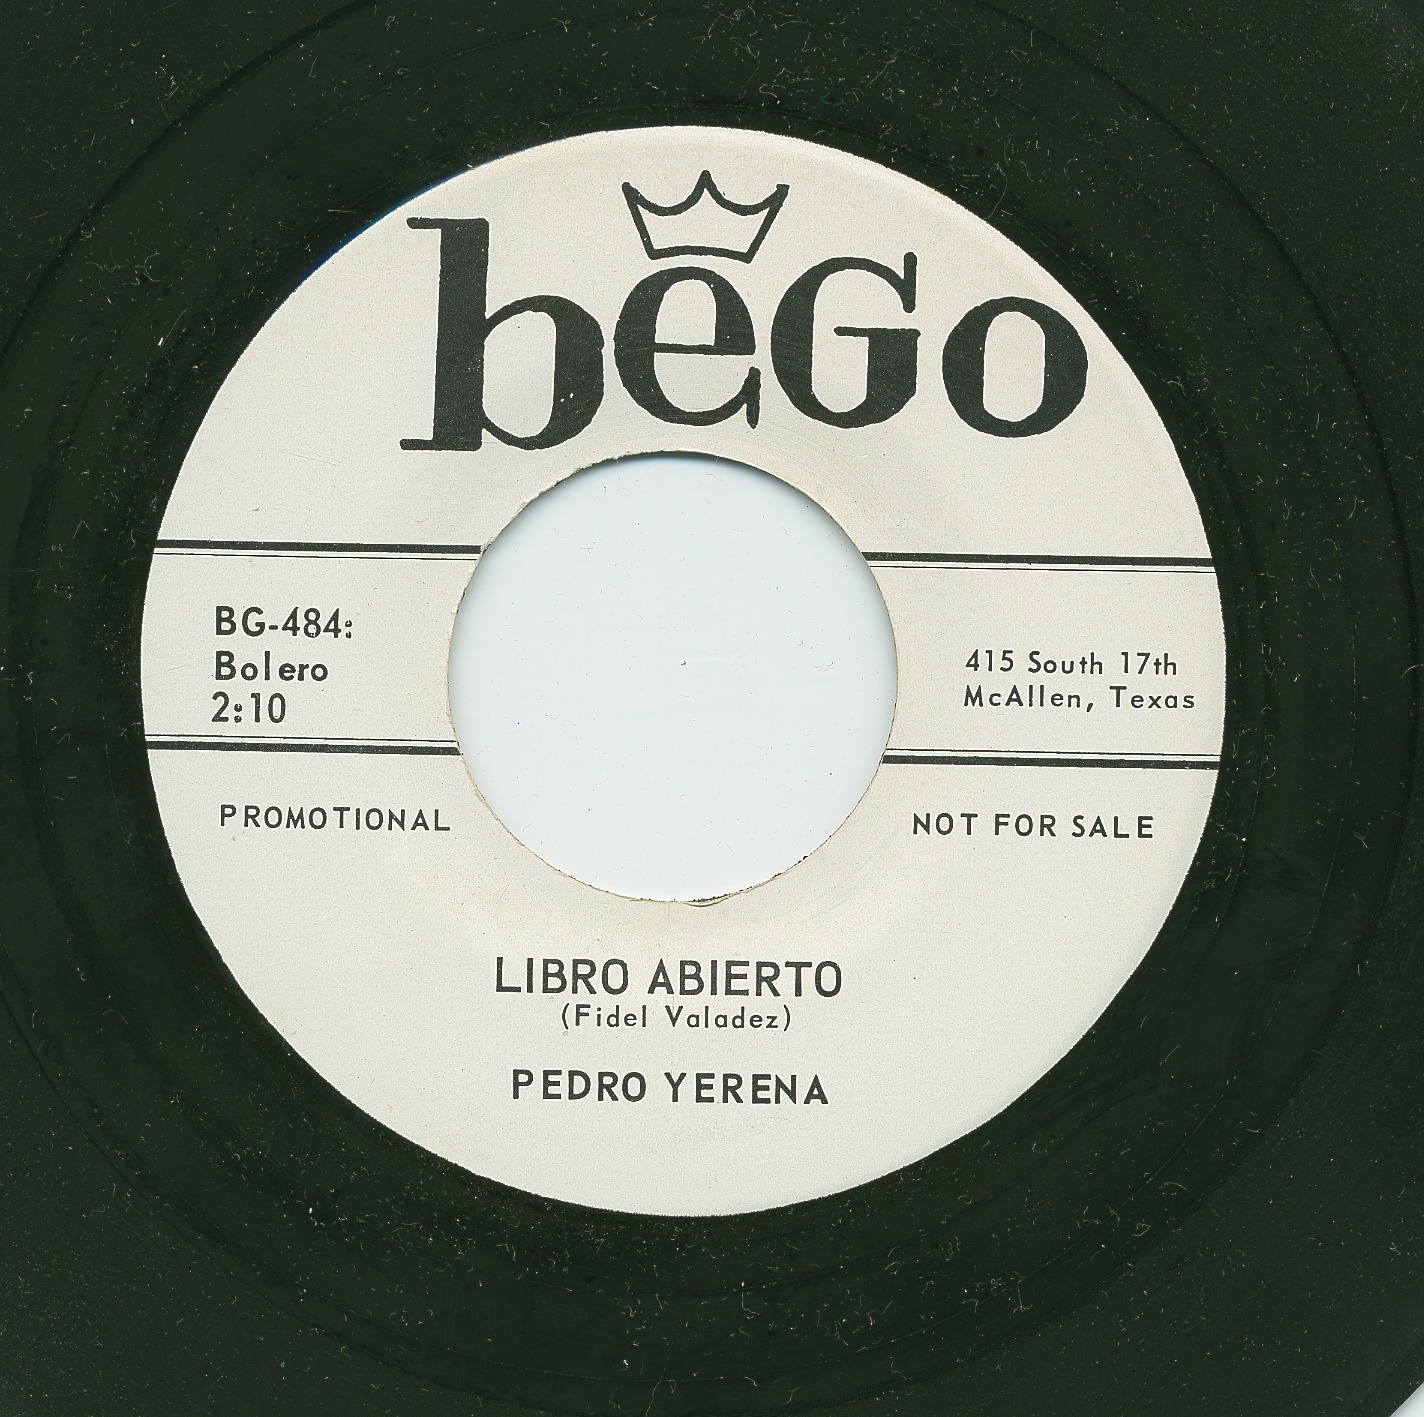 beGo
BG-484:
Bolero
2:10
415 South 17th
McAllen, Texas
PROMOTIONAL
NOT FOR SALE
LIBRO ABIERTO
(Fidel Valadez)
PEDRO YERENA